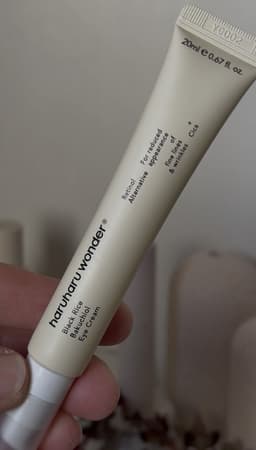 YG002
20ml ℮ 0.67 fl. oz.
For reduced
appearance
of
fine lines
& wrinkles
+
Cica
Retinol
Alternative
haruharu wonder®
Black Rice
Bakuchiol
Eye Cream